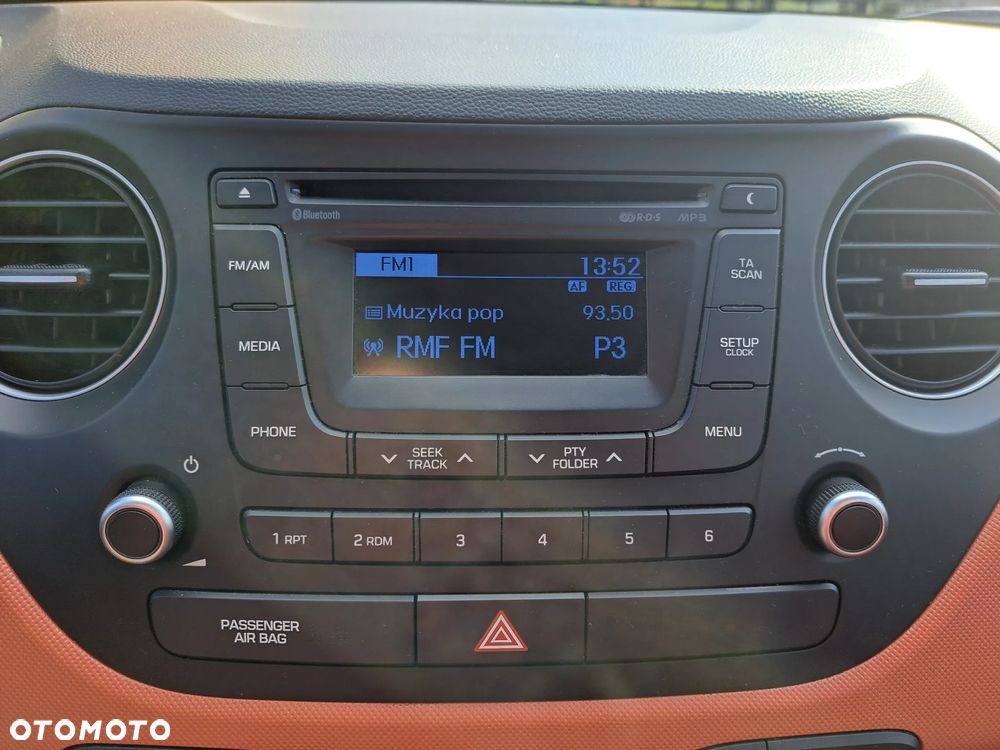 Bluetooth
R·D·S
MP3
FM/AM
FM1
13:52
TA
SCAN
AF
REG
Muzyka pop
93.50
MEDIA
RMF FM
P3
SETUP
CLOCK
PHONE
SEEK
TRACK
PTY
FOLDER
MENU
1 RPT
2 RDM
3
4
5
6
PASSENGER
AIR BAG
OTOMOTO